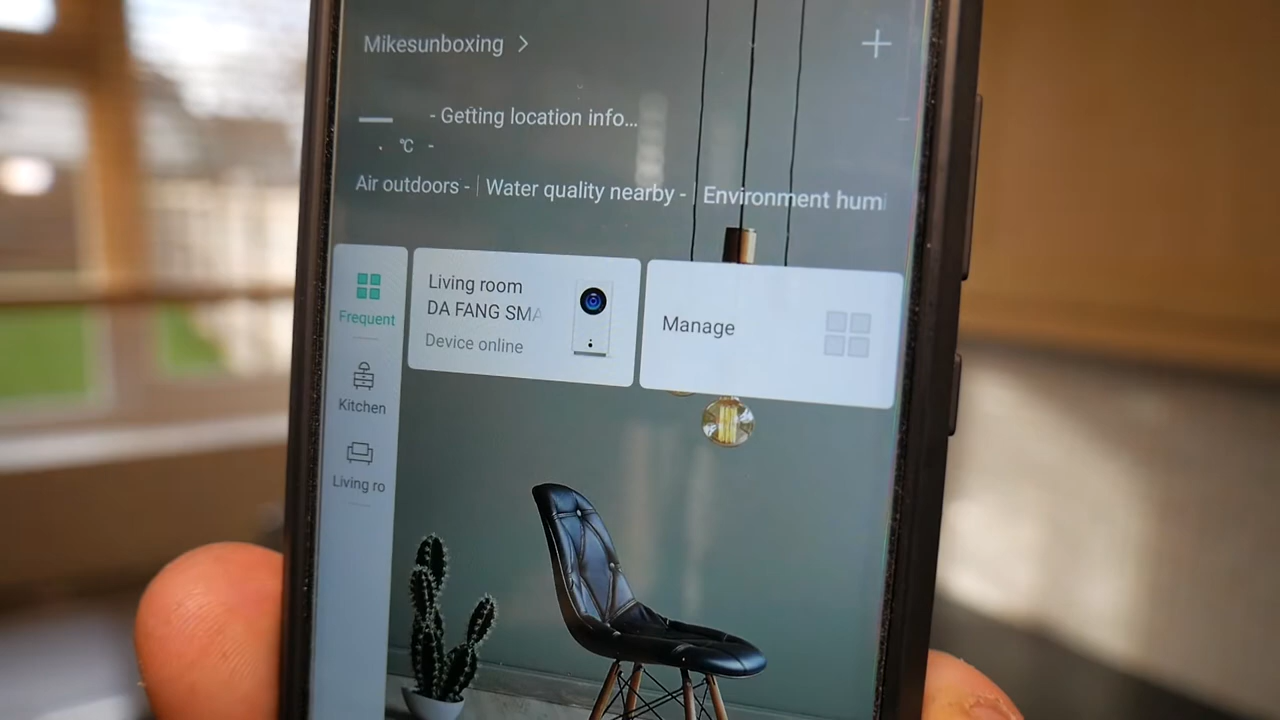 Mikesunboxing
- Getting location info...
℃ -
Air outdoors - | Water quality nearby - | Environment humi
Frequent
Living room
DA FANG SMA
Device online
Manage
Kitchen
Living ro